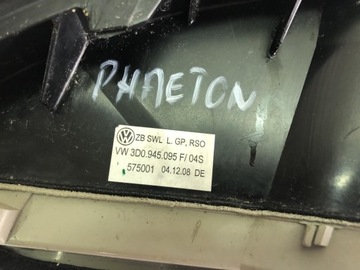 PHAETON
ZB SWL L. GP, RSO
VW 3D0.945.095 F/ 04S
575001 04.12.08 DE